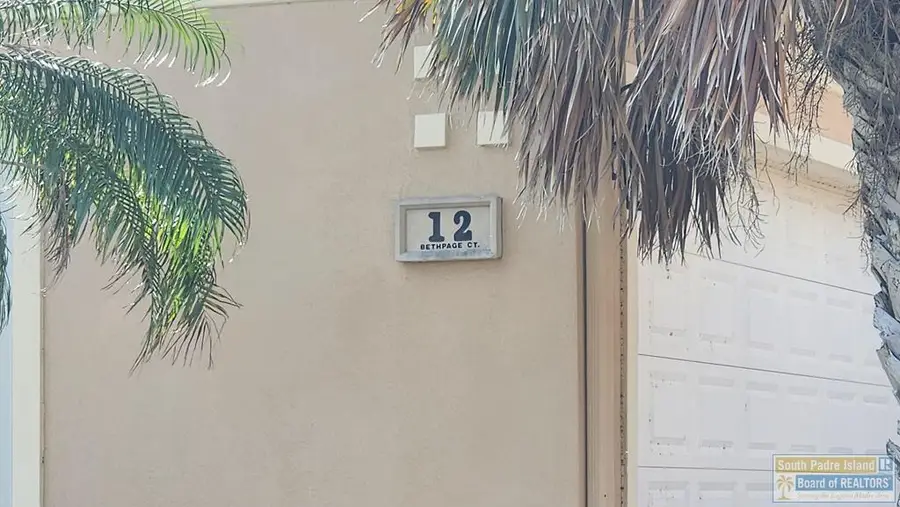 12
BETHPAGE CT.
South Padre Island
Board of REALTORS